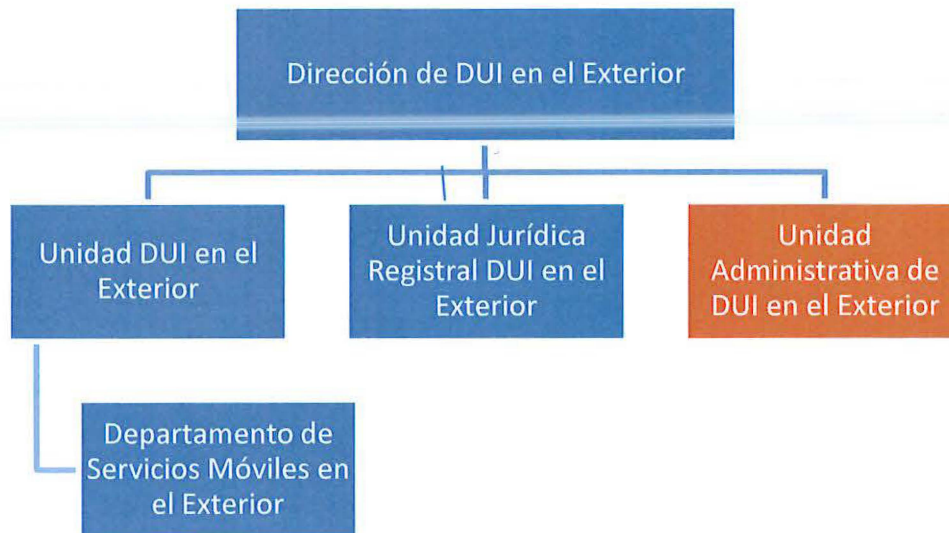 Dirección de DUI en el Exterior
Unidad DUI en el
Exterior
Unidad Jurídica
Registral DUI en el
Exterior
Unidad
Administrativa de
DUI en el Exterior
Departamento de
Servicios Móviles en
el Exterior